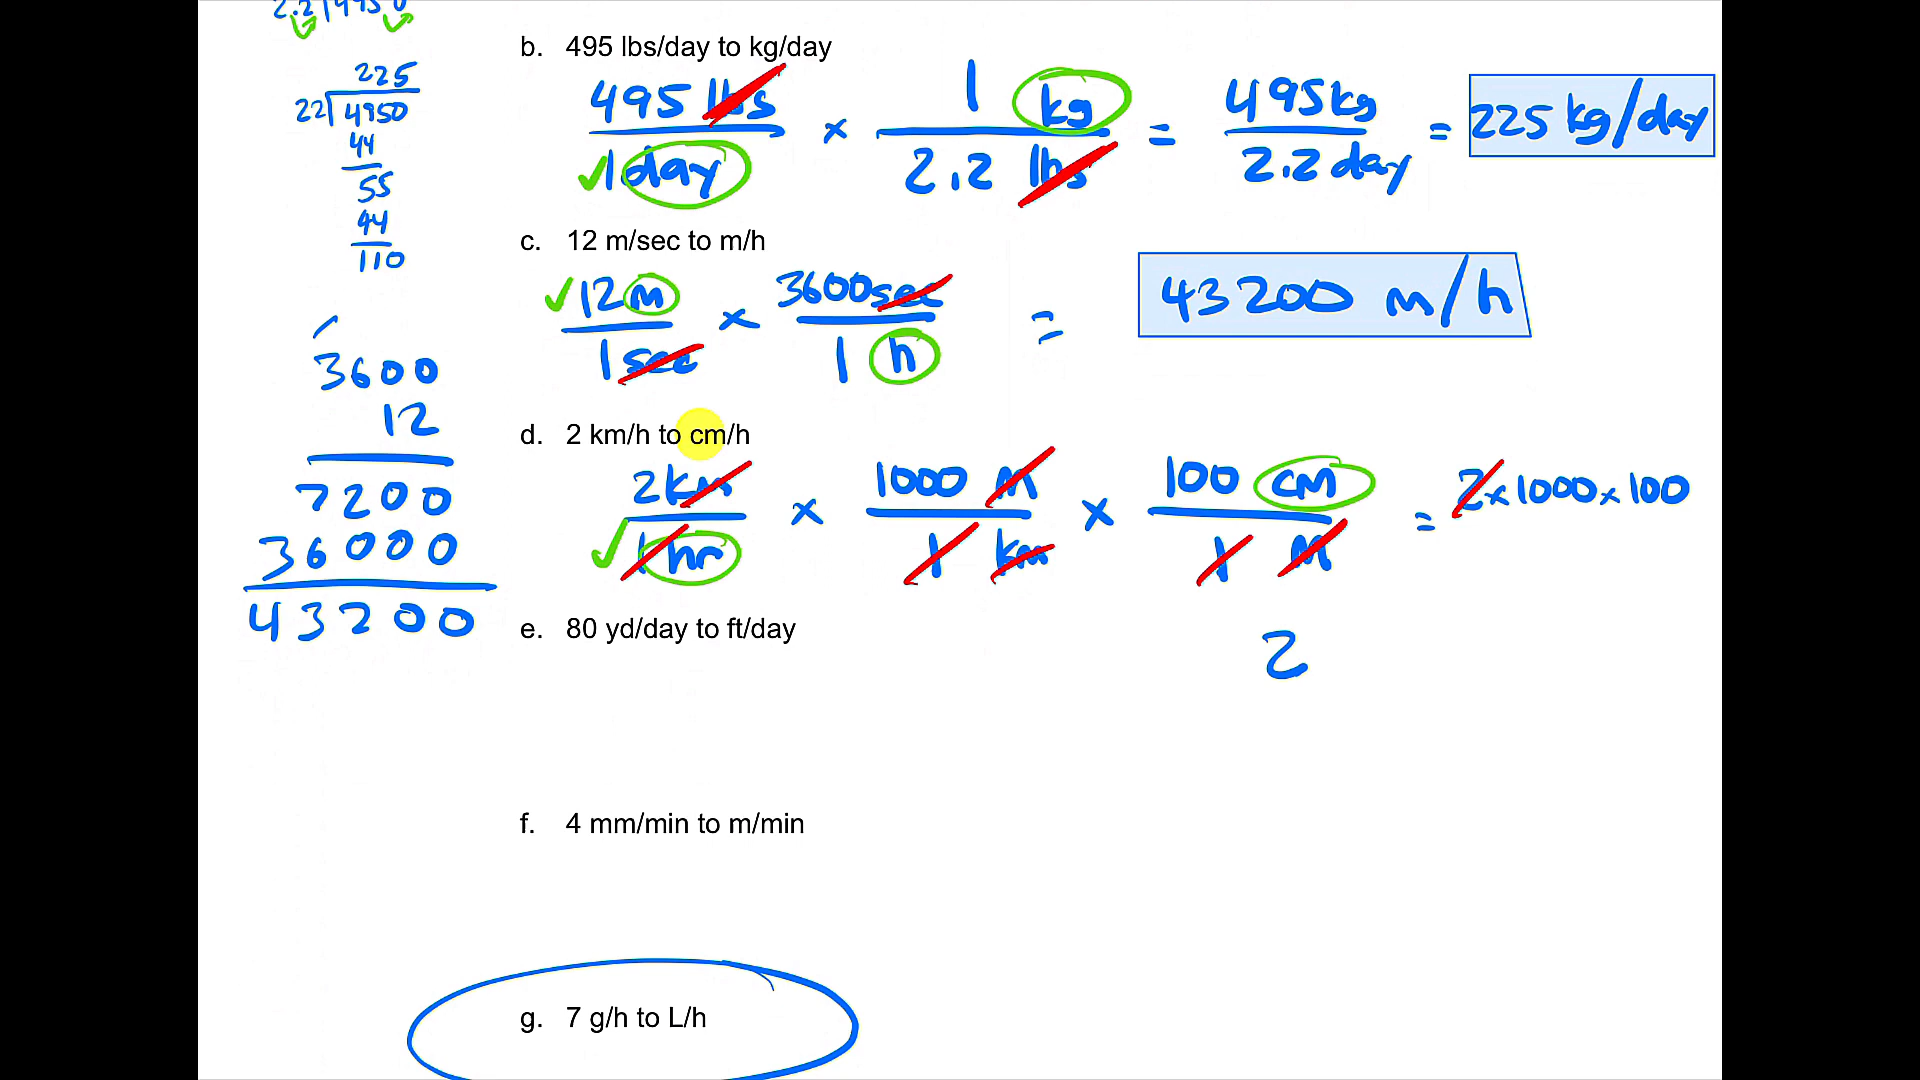 2.2 4950
b. 495 lbs/day to kg/day
495 lbs / 1 day × 1 kg / 2.2 lbs = 495 kg / 2.2 day = 225 kg/day
225
22 4950
44
55
44
110
c. 12 m/sec to m/h
12 m / 1 sec × 3600 sec / 1 h = 43200 m/h
3600
12
7200
36000
43200
d. 2 km/h to cm/h
2 km / 1 hr × 1000 m / 1 km × 100 cm / 1 m = 2 × 1000 × 100
2
e. 80 yd/day to ft/day
f. 4 mm/min to m/min
g. 7 g/h to L/h